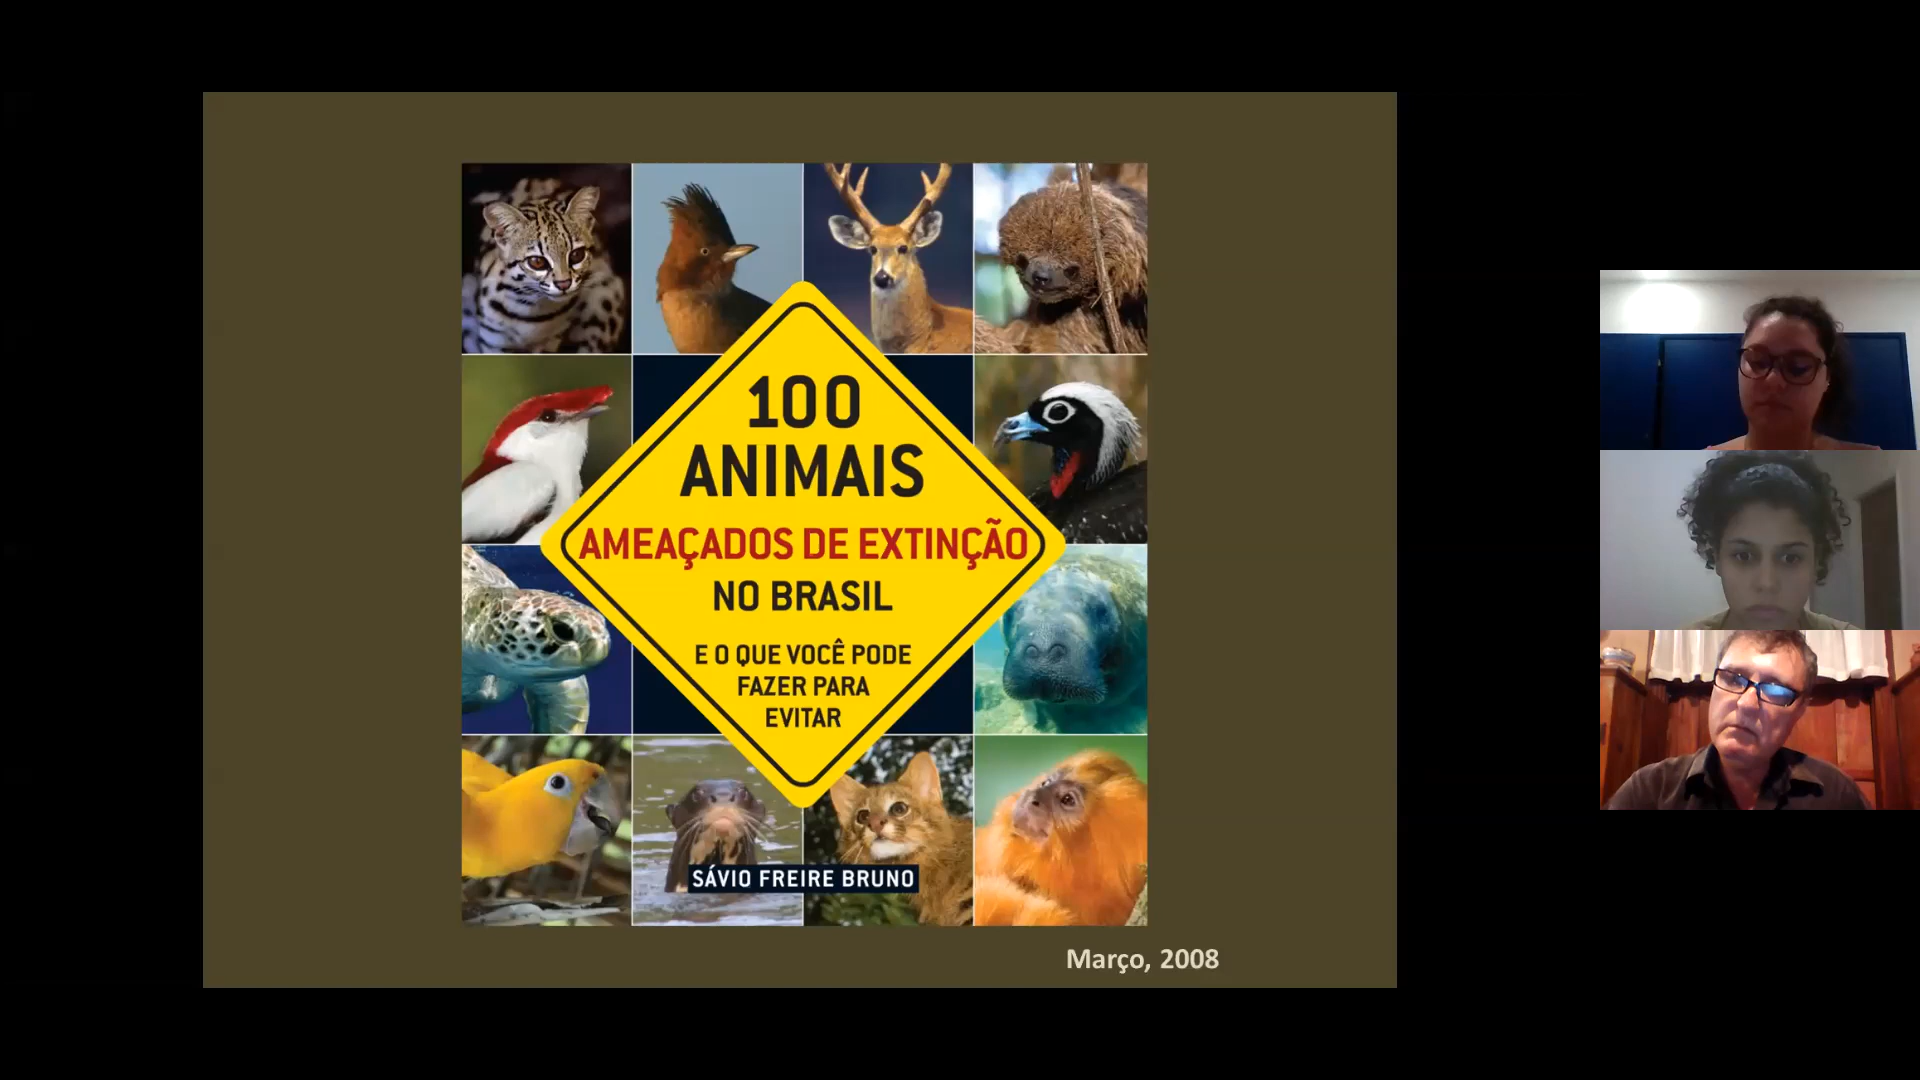 100
ANIMAIS
AMEAÇADOS DE EXTINÇÃO
NO BRASIL
E O QUE VOCÊ PODE
FAZER PARA
EVITAR
SÁVIO FREIRE BRUNO
Março, 2008